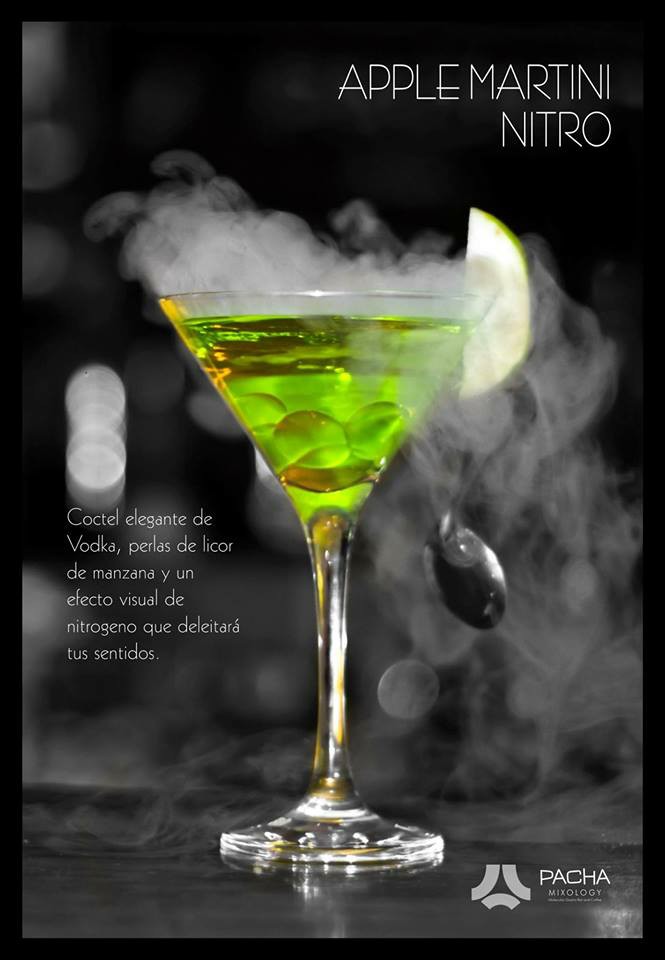 APPLE MARTINI
NITRO
Coctel elegante de
Vodka, perlas de licor
de manzana y un
efecto visual de
nitrogeno que deleitará
tus sentidos.
PACHA
MIXOLOGY